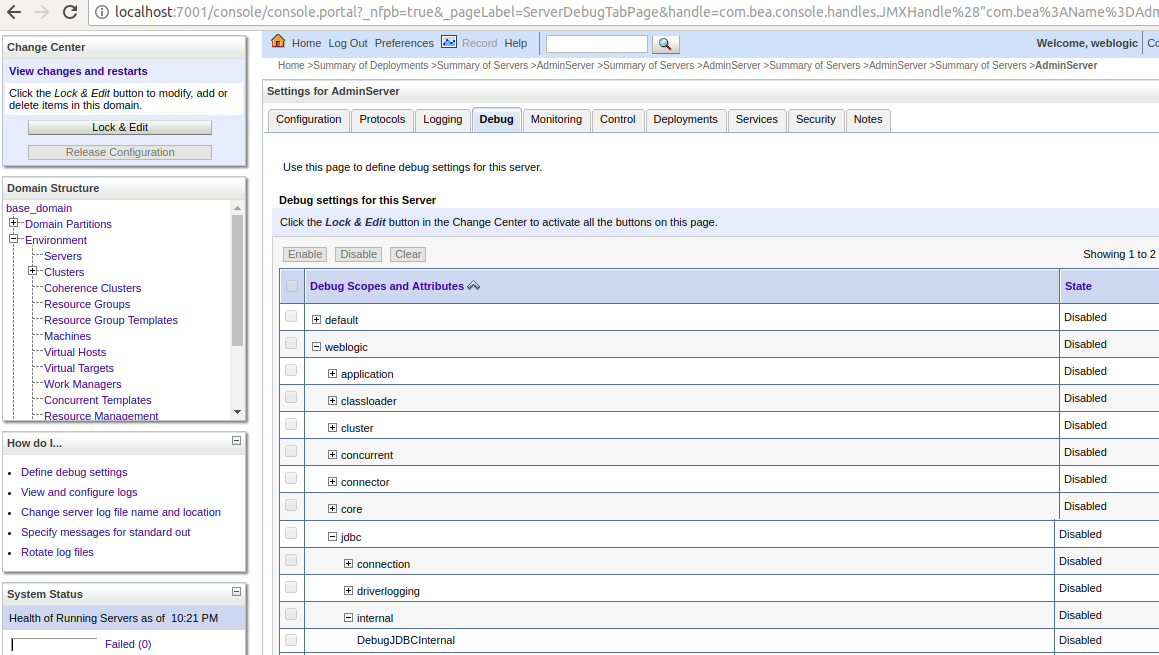 localhost:7001/console/console.portal?_nfpb=true&_pageLabel=ServerDebugTabPage&handle=com.bea.console.handles.JMXHandle%28"com.bea%3AName%3DAdm
Change Center
View changes and restarts
Click the Lock & Edit button to modify, add or
delete items in this domain.
Lock & Edit
Release Configuration
Domain Structure
base_domain
Domain Partitions
Environment
Servers
Clusters
Coherence Clusters
Resource Groups
Resource Group Templates
Machines
Virtual Hosts
Virtual Targets
Work Managers
Concurrent Templates
Resource Management
How do I...
Define debug settings
View and configure logs
Change server log file name and location
Specify messages for standard out
Rotate log files
System Status
Health of Running Servers as of 10:21 PM
Failed (0)
Home Log Out Preferences Record Help Welcome, weblogic Co
Home >Summary of Deployments >Summary of Servers >AdminServer >Summary of Servers >AdminServer >Summary of Servers >AdminServer >Summary of Servers >AdminServer
Settings for AdminServer
Configuration Protocols Logging Debug Monitoring Control Deployments Services Security Notes
Use this page to define debug settings for this server.
Debug settings for this Server
Click the Lock & Edit button in the Change Center to activate all the buttons on this page.
Enable Disable Clear Showing 1 to 2
Debug Scopes and Attributes State
default Disabled
weblogic Disabled
application Disabled
classloader Disabled
cluster Disabled
concurrent Disabled
connector Disabled
core Disabled
jdbc Disabled
connection Disabled
driverlogging Disabled
internal Disabled
DebugJDBCInternal Disabled